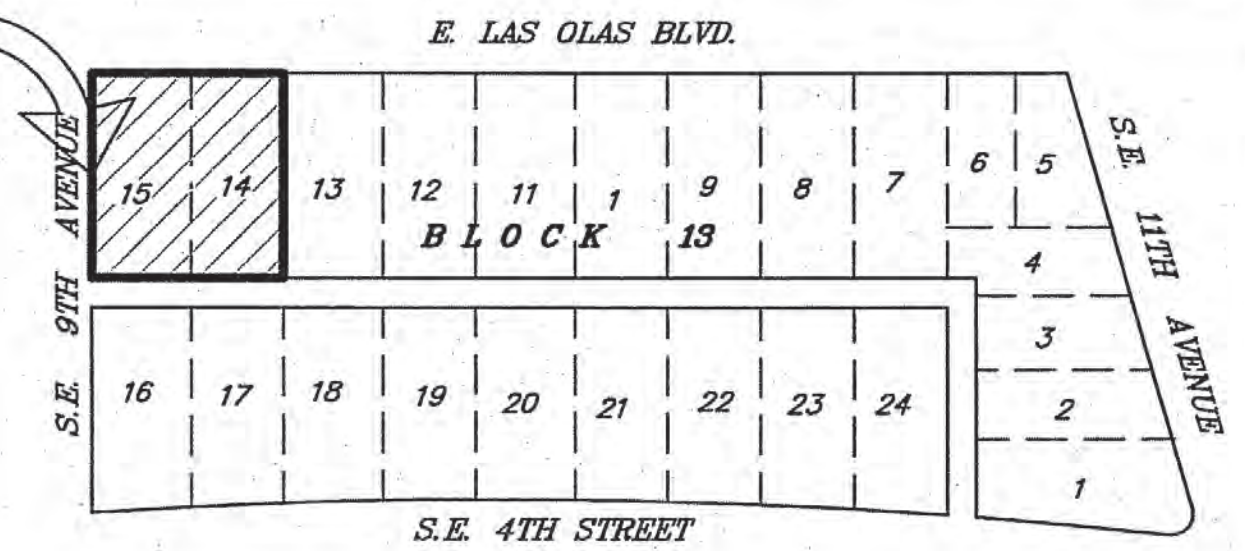 E. LAS OLAS BLVD.
S.E. 9TH AVENUE
15 14 13 12 11 1 9 8 7 6 5
BLOCK 13
4
3
2
1
16 17 18 19 20 21 22 23 24
S.E. 11TH AVENUE
S.E. 4TH STREET